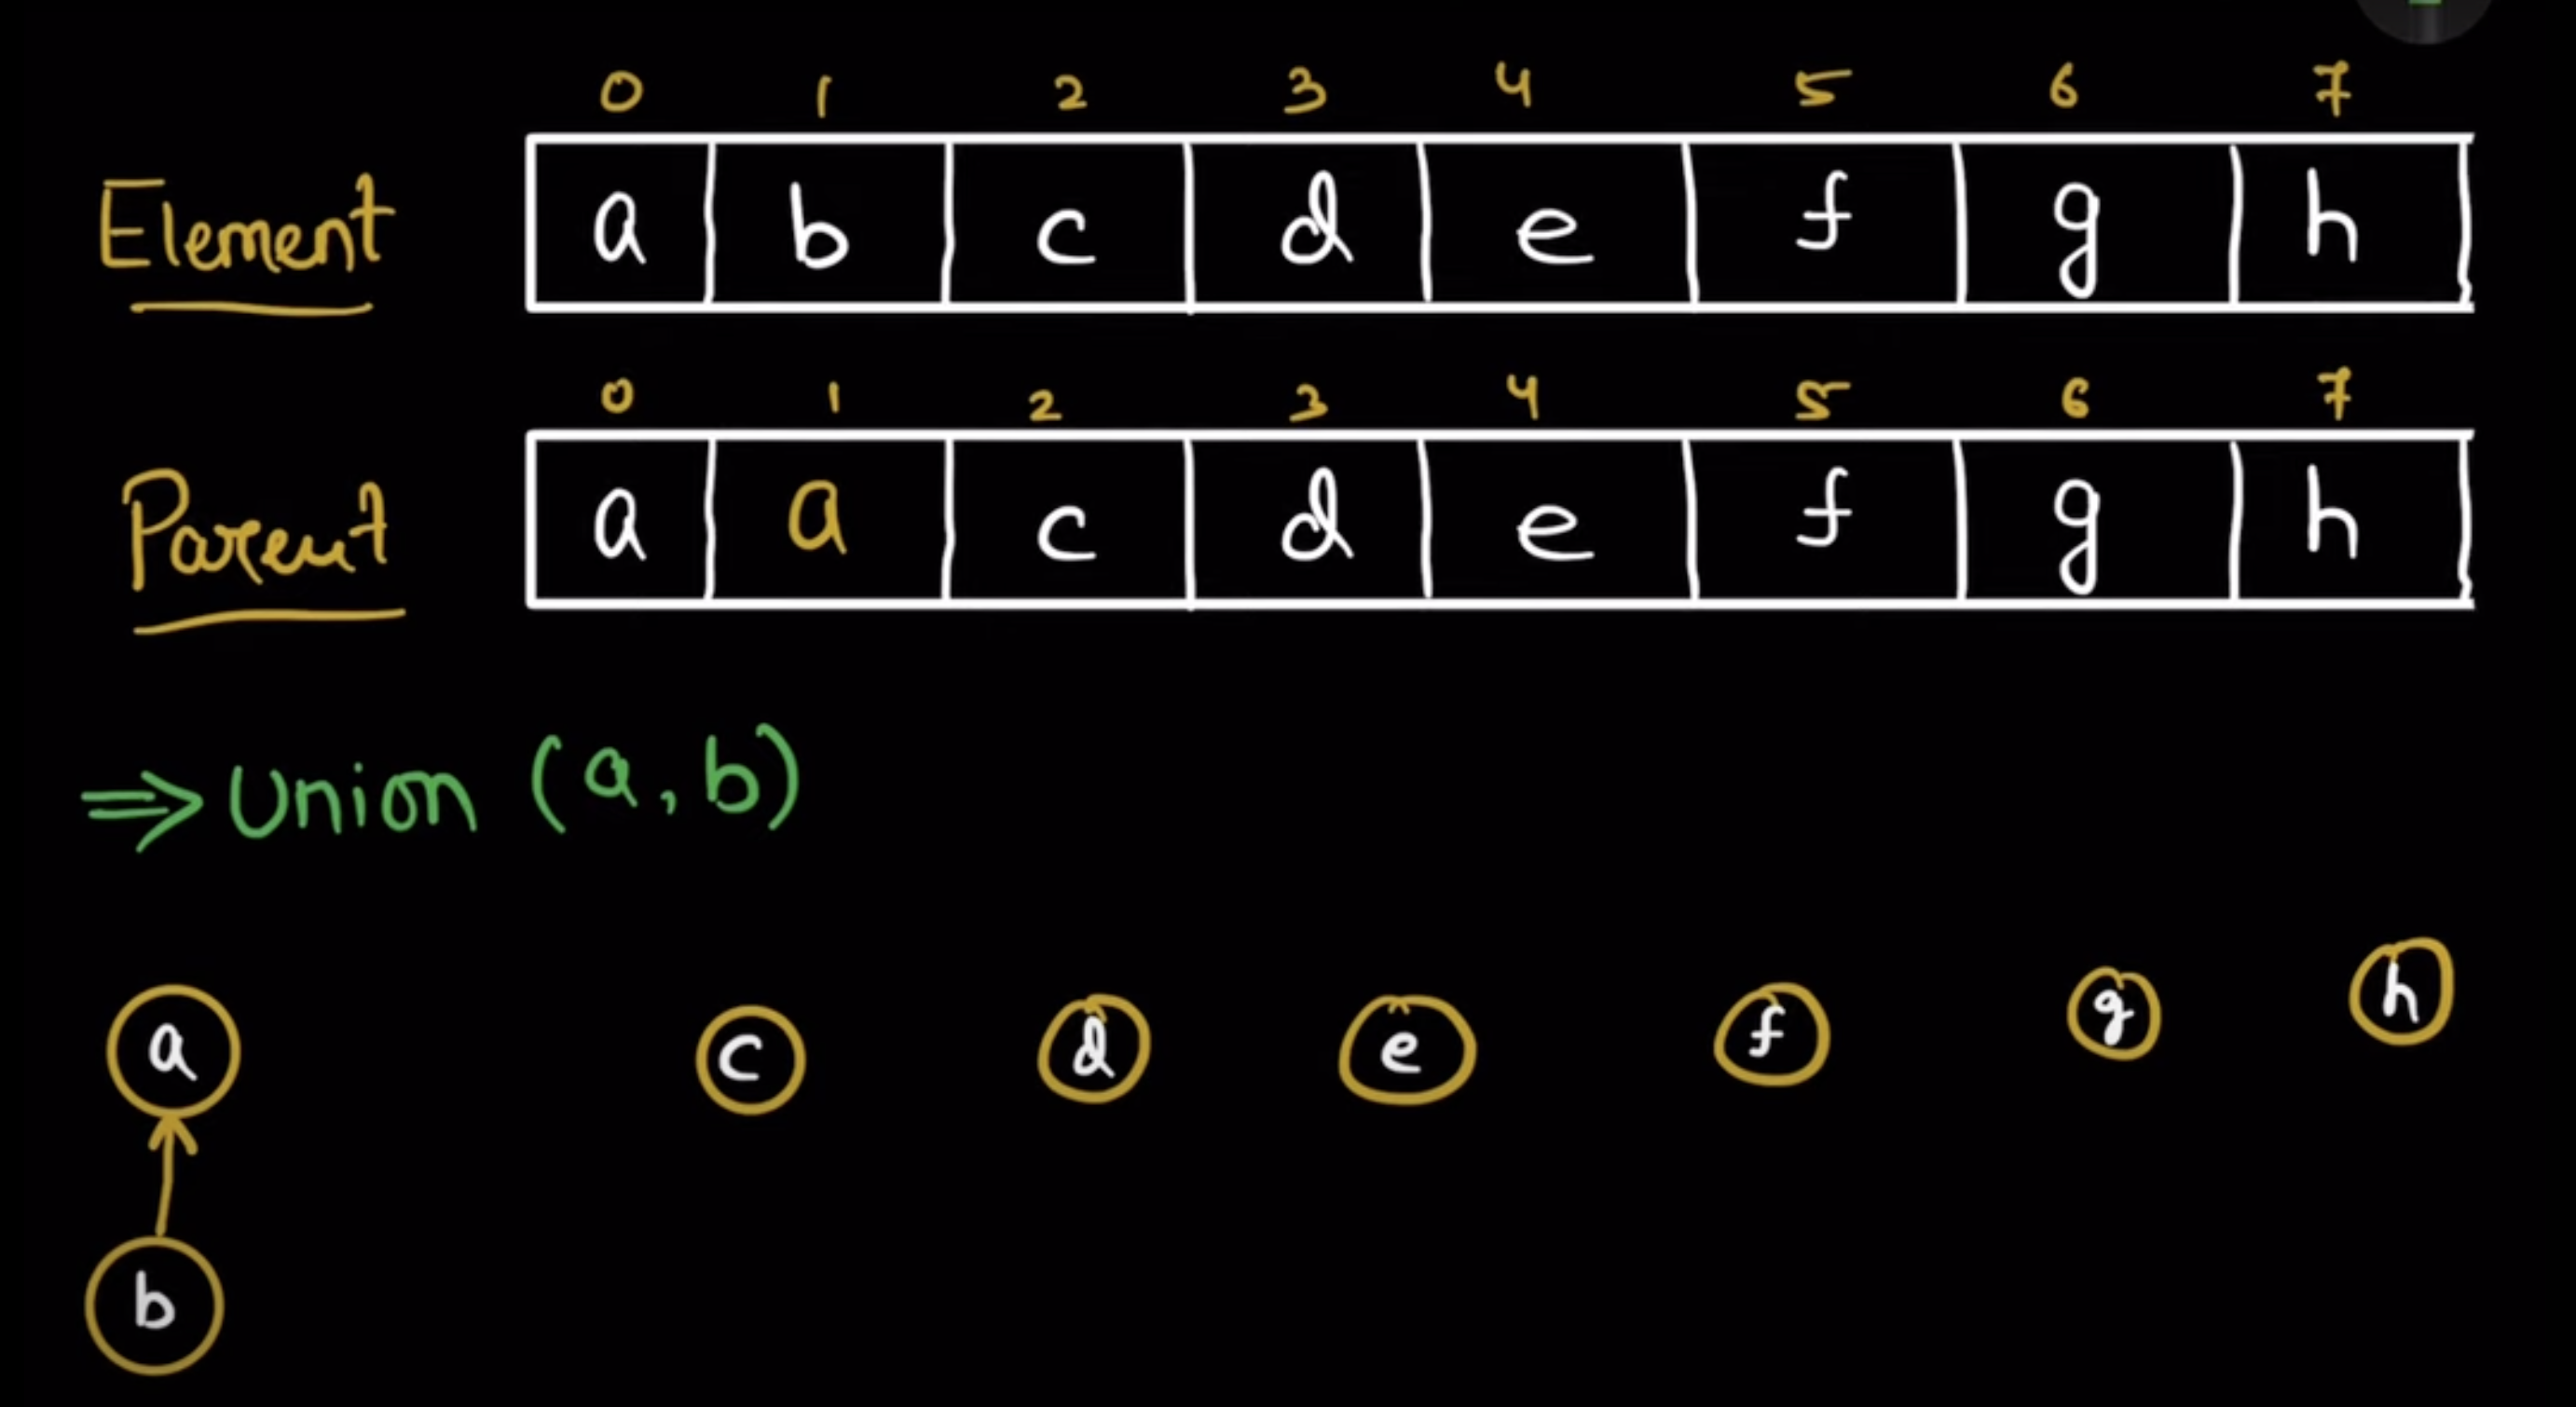 0 1 2 3 4 5 6 7
Element a b c d e f g h
0 1 2 3 4 5 6 7
Parent a a c d e f g h
⇒ Union (a, b)
a c d e f g h
b